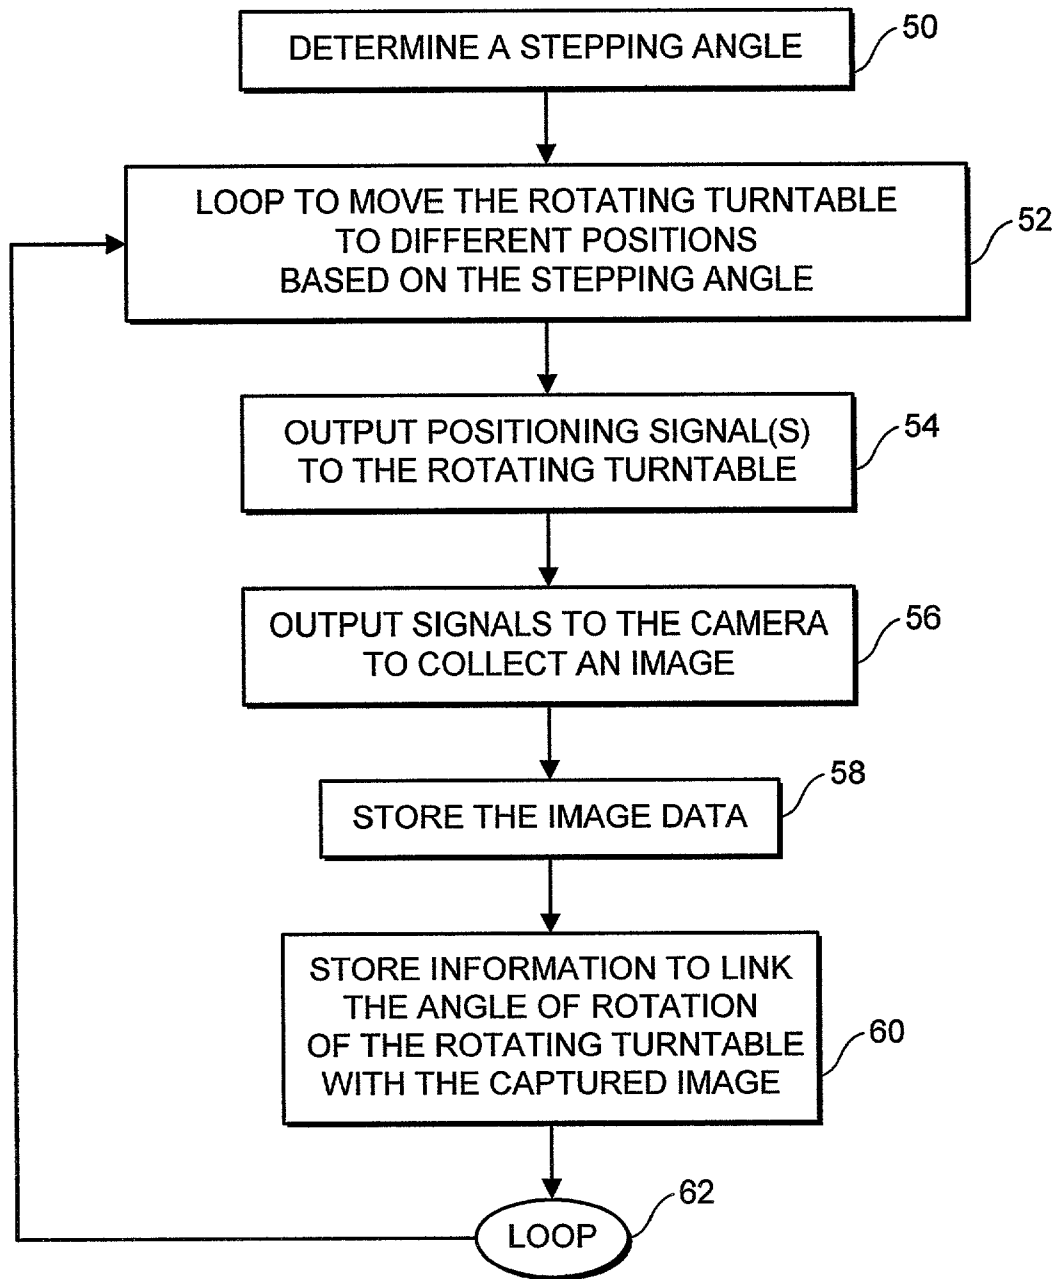 DETERMINE A STEPPING ANGLE
50
LOOP TO MOVE THE ROTATING TURNTABLE
TO DIFFERENT POSITIONS
BASED ON THE STEPPING ANGLE
52
OUTPUT POSITIONING SIGNAL(S)
TO THE ROTATING TURNTABLE
54
OUTPUT SIGNALS TO THE CAMERA
TO COLLECT AN IMAGE
56
STORE THE IMAGE DATA
58
STORE INFORMATION TO LINK
THE ANGLE OF ROTATION
OF THE ROTATING TURNTABLE
WITH THE CAPTURED IMAGE
60
LOOP
62